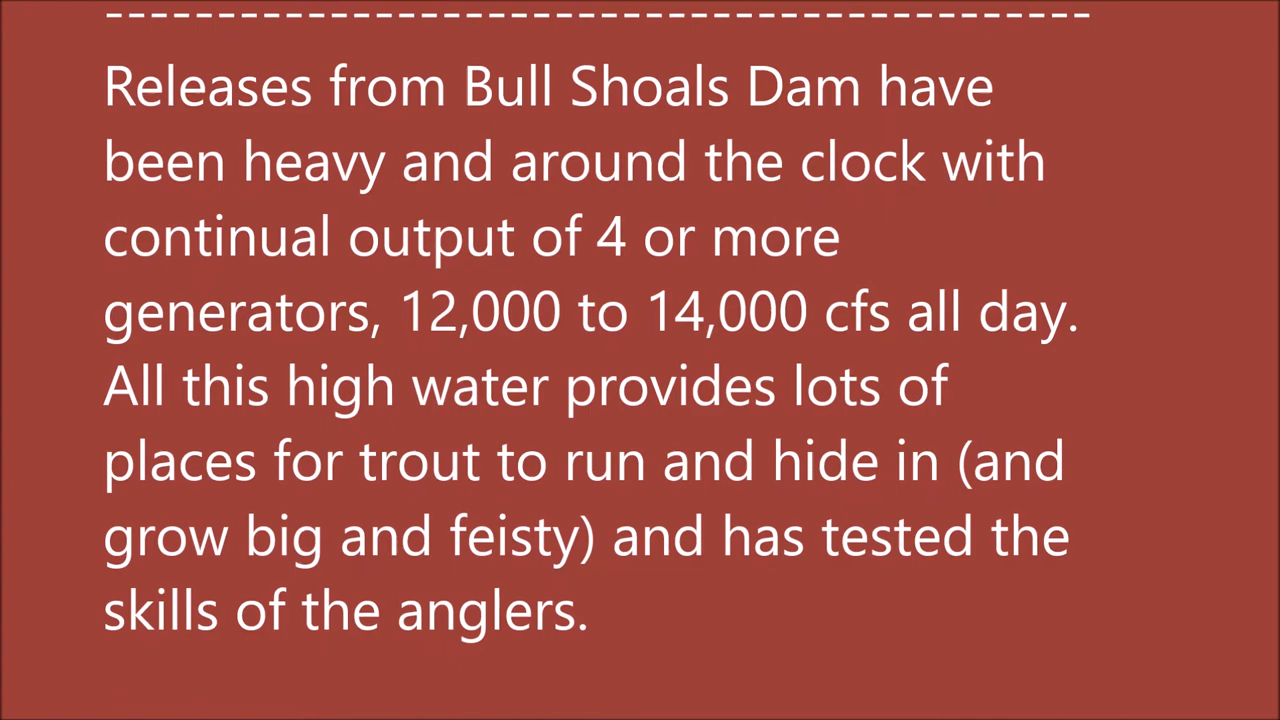 Releases from Bull Shoals Dam have
been heavy and around the clock with
continual output of 4 or more
generators, 12,000 to 14,000 cfs all day.
All this high water provides lots of
places for trout to run and hide in (and
grow big and feisty) and has tested the
skills of the anglers.